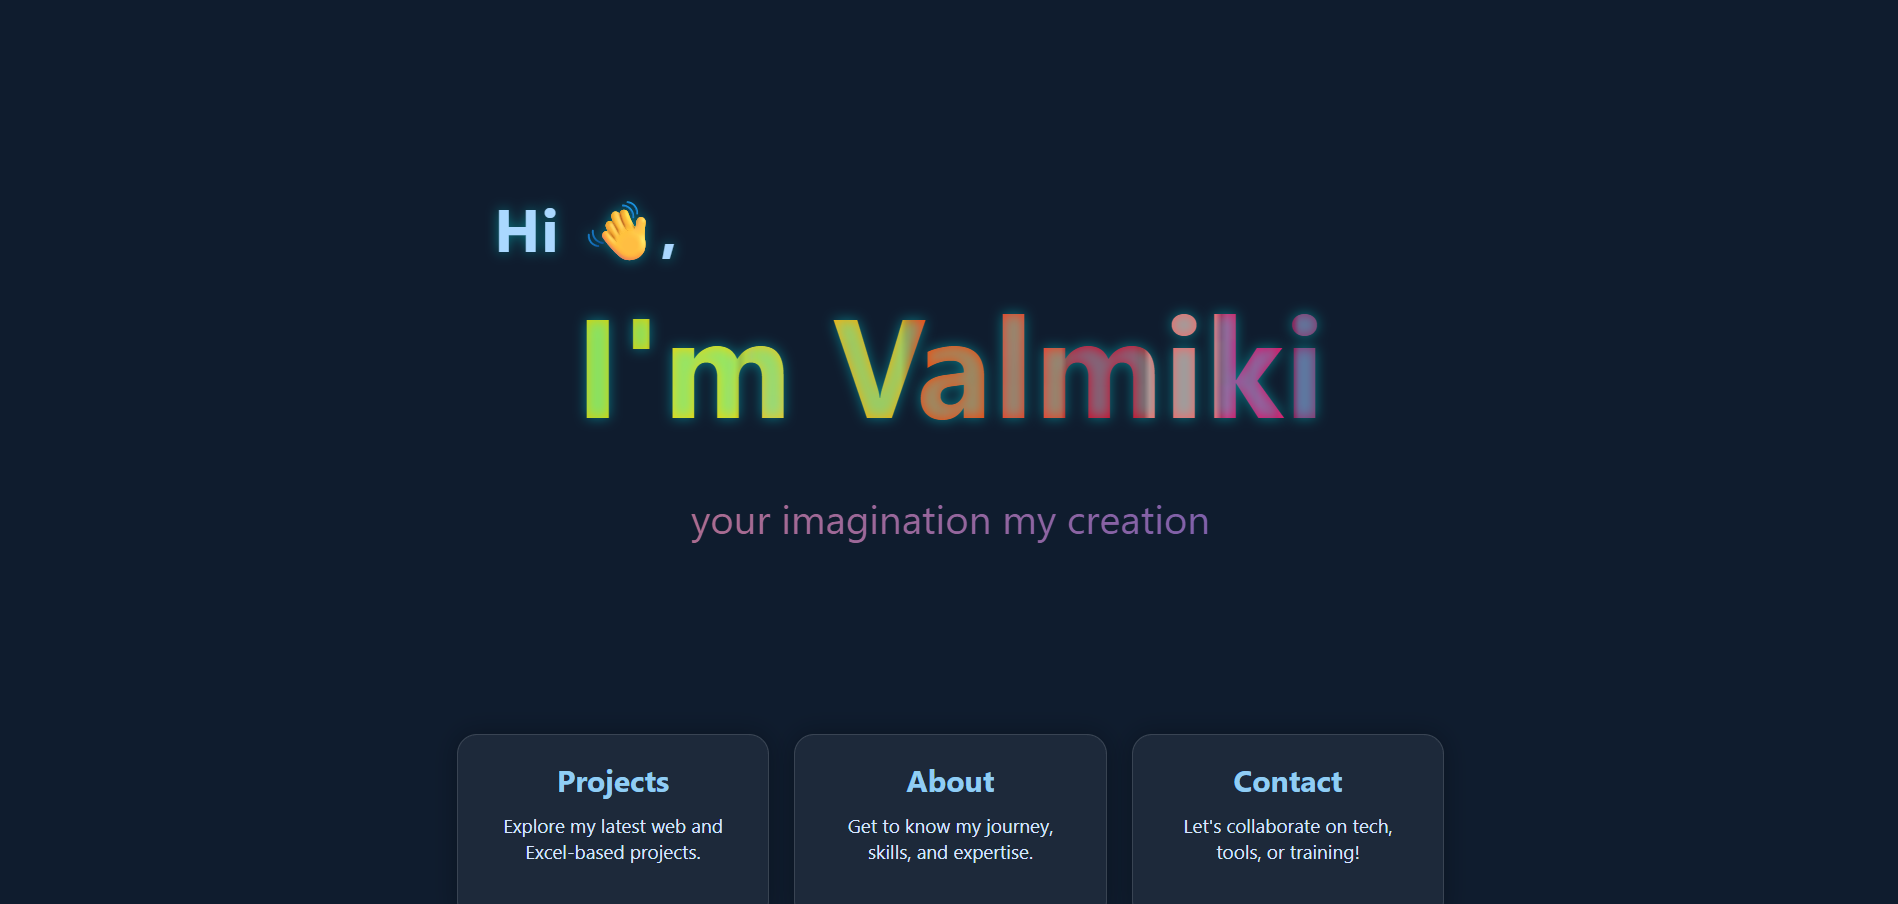 Hi 👋,
I'm Valmiki
your imagination my creation
Projects
Explore my latest web and
Excel-based projects.
About
Get to know my journey,
skills, and expertise.
Contact
Let's collaborate on tech,
tools, or training!